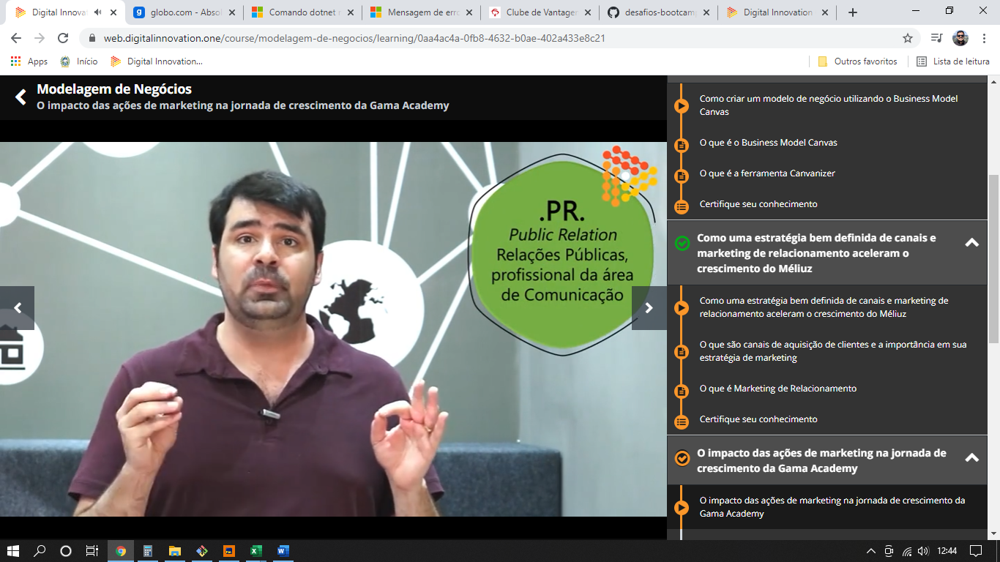 Digital Innovat
globo.com - Absol
Comando dotnet r
Mensagem de erro
Clube de Vantager
desafios-bootcam
Digital Innovation
web.digitalinnovation.one/course/modelagem-de-negocios/learning/0aa4ac4a-0fb8-4632-b0ae-402a433e8c21
Apps
Início
Digital Innovation...
Outros favoritos
Lista de leitura
Modelagem de Negócios
O impacto das ações de marketing na jornada de crescimento da Gama Academy
.PR.
Public Relation
Relações Públicas,
profissional da área
de Comunicação
Como criar um modelo de negócio utilizando o Business Model
Canvas
O que é o Business Model Canvas
O que é a ferramenta Canvanizer
Certifique seu conhecimento
Como uma estratégia bem definida de canais e
marketing de relacionamento aceleram o
crescimento do Méliuz
Como uma estratégia bem definida de canais e marketing de
relacionamento aceleram o crescimento do Méliuz
O que são canais de aquisição de clientes e a importância em sua
estratégia de marketing
O que é Marketing de Relacionamento
Certifique seu conhecimento
O impacto das ações de marketing na jornada de
crescimento da Gama Academy
O impacto das ações de marketing na jornada de crescimento da
Gama Academy
12:44